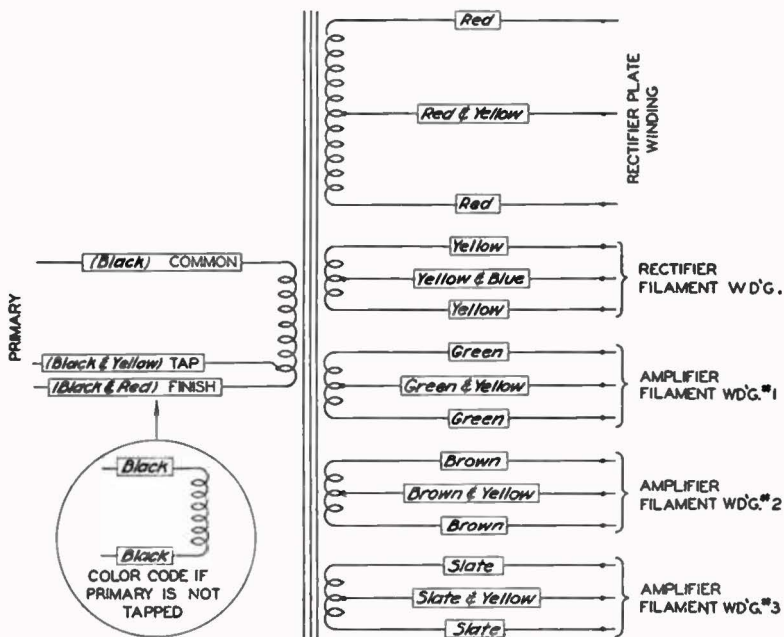 Red
Red & Yellow
Red
RECTIFIER PLATE
WINDING
PRIMARY
(Black) COMMON
(Black & Yellow) TAP
(Black & Red) FINISH
Black
Black
COLOR CODE IF
PRIMARY IS NOT
TAPPED
Yellow
Yellow & Blue
Yellow
RECTIFIER
FILAMENT WD'G.
Green
Green & Yellow
Green
AMPLIFIER
FILAMENT WD'G.#1
Brown
Brown & Yellow
Brown
AMPLIFIER
FILAMENT WD'G.#2
Slate
Slate & Yellow
Slate
AMPLIFIER
FILAMENT WD'G.#3